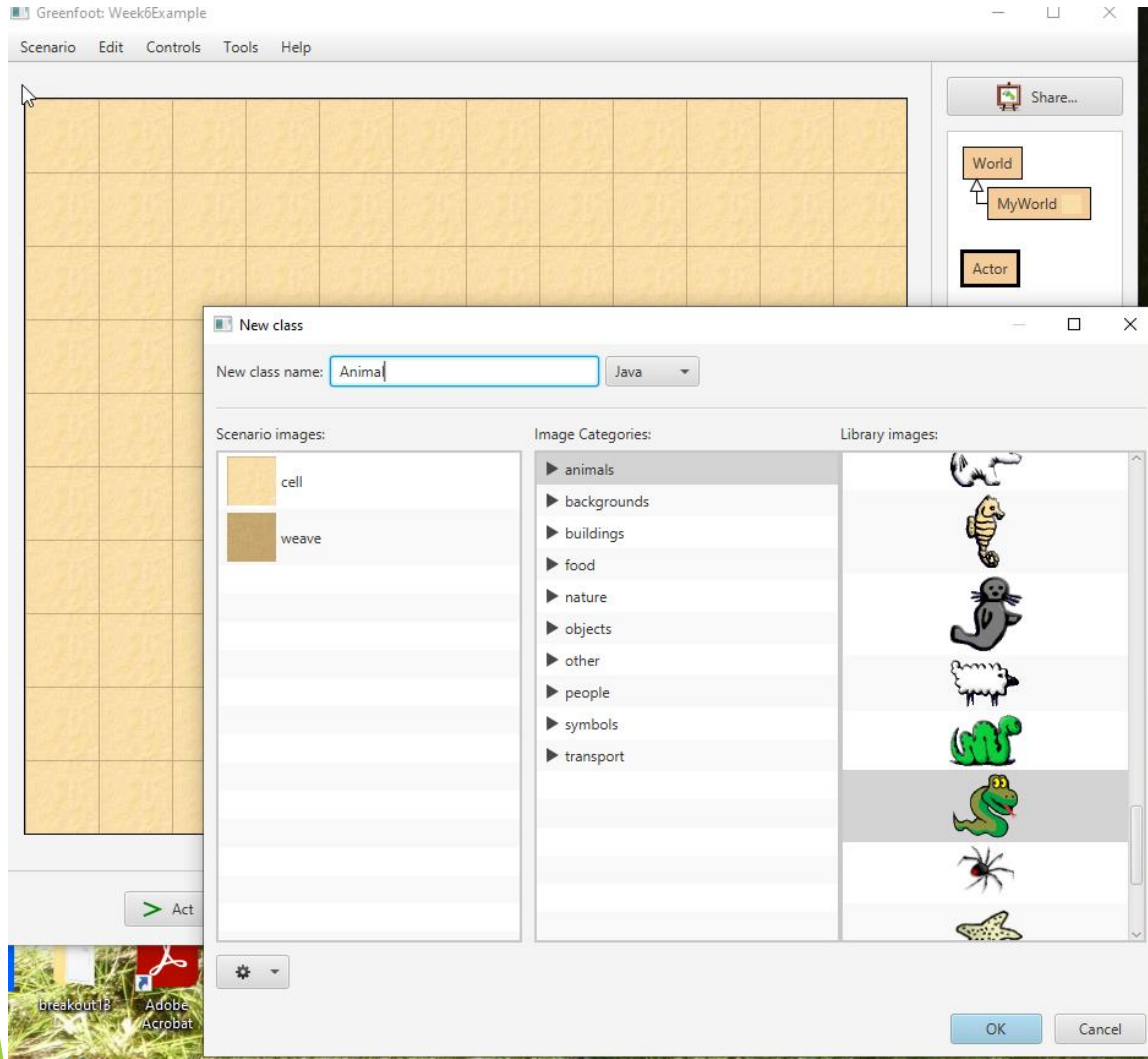 Greenfoot: Week6Example
Scenario Edit Controls Tools Help
Share...
World
MyWorld
Actor
New class
New class name: Animal Java
Scenario images: Image Categories: Library images:
cell
weave
animals
backgrounds
buildings
food
nature
objects
other
people
symbols
transport
Act
breakout13
Adobe
Acrobat
OK Cancel